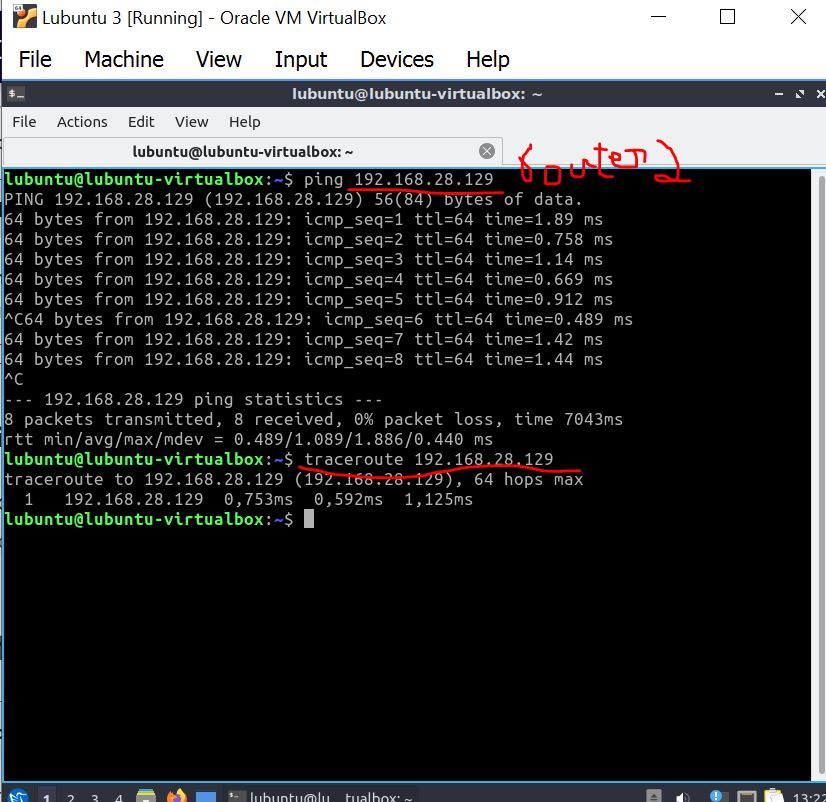 Lubuntu 3 [Running] - Oracle VM VirtualBox
File Machine View Input Devices Help
lubuntu@lubuntu-virtualbox: ~
File Actions Edit View Help
lubuntu@lubuntu-virtualbox: ~
router 2
lubuntu@lubuntu-virtualbox:~$ ping 192.168.28.129
PING 192.168.28.129 (192.168.28.129) 56(84) bytes of data.
64 bytes from 192.168.28.129: icmp_seq=1 ttl=64 time=1.89 ms
64 bytes from 192.168.28.129: icmp_seq=2 ttl=64 time=0.758 ms
64 bytes from 192.168.28.129: icmp_seq=3 ttl=64 time=1.14 ms
64 bytes from 192.168.28.129: icmp_seq=4 ttl=64 time=0.669 ms
64 bytes from 192.168.28.129: icmp_seq=5 ttl=64 time=0.912 ms
^C64 bytes from 192.168.28.129: icmp_seq=6 ttl=64 time=0.489 ms
64 bytes from 192.168.28.129: icmp_seq=7 ttl=64 time=1.42 ms
64 bytes from 192.168.28.129: icmp_seq=8 ttl=64 time=1.44 ms
^C
--- 192.168.28.129 ping statistics ---
8 packets transmitted, 8 received, 0% packet loss, time 7043ms
rtt min/avg/max/mdev = 0.489/1.089/1.886/0.440 ms
lubuntu@lubuntu-virtualbox:~$ traceroute 192.168.28.129
traceroute to 192.168.28.129 (192.168.28.129), 64 hops max
1 192.168.28.129 0,753ms 0,592ms 1,125ms
lubuntu@lubuntu-virtualbox:~$
1 2 3 4 lubuntu@lu…tualbox: ~ 13:22